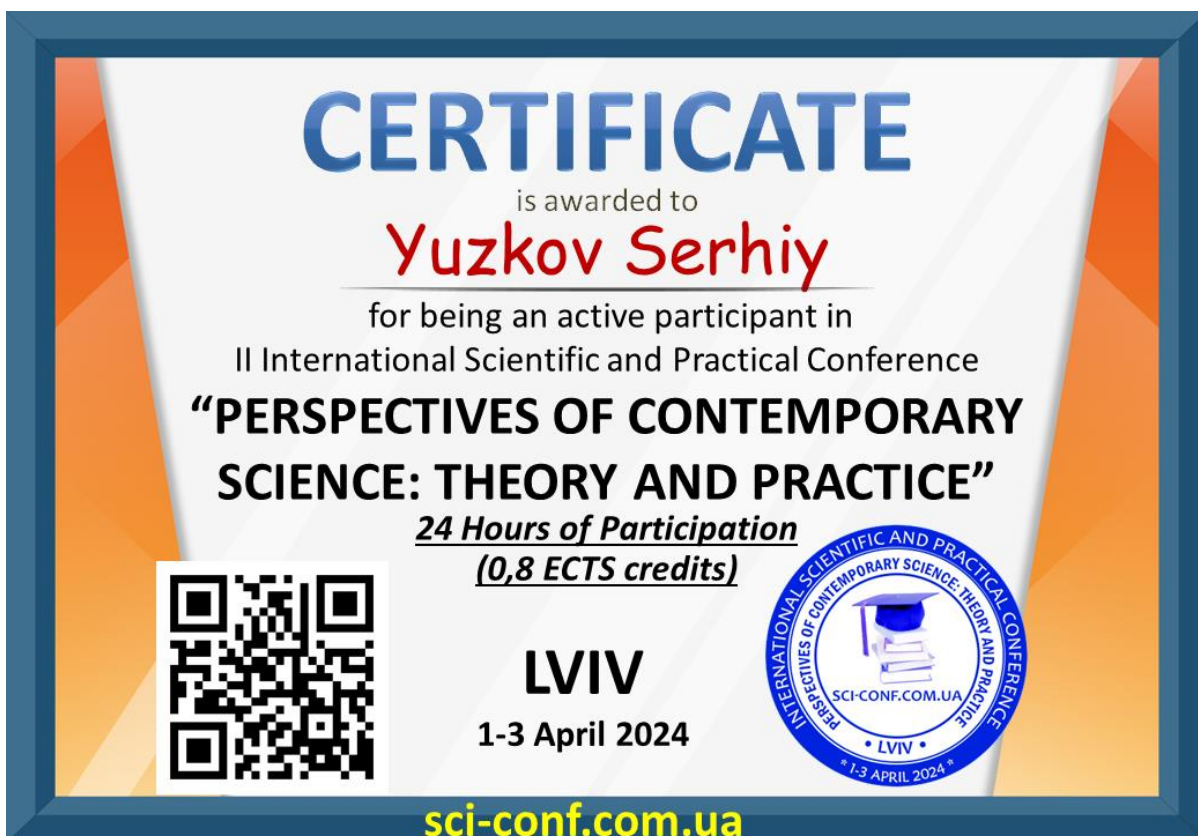 CERTIFICATE
is awarded to
Yuzkov Serhiy
for being an active participant in
II International Scientific and Practical Conference
“PERSPECTIVES OF CONTEMPORARY
SCIENCE: THEORY AND PRACTICE”
24 Hours of Participation
(0,8 ECTS credits)
LVIV
1-3 April 2024
INTERNATIONAL SCIENTIFIC AND PRACTICAL CONFERENCE
PERSPECTIVES OF CONTEMPORARY SCIENCE: THEORY AND PRACTICE
SCI-CONF.COM.UA
• LVIV •
* 1-3 APRIL 2024 *
sci-conf.com.ua